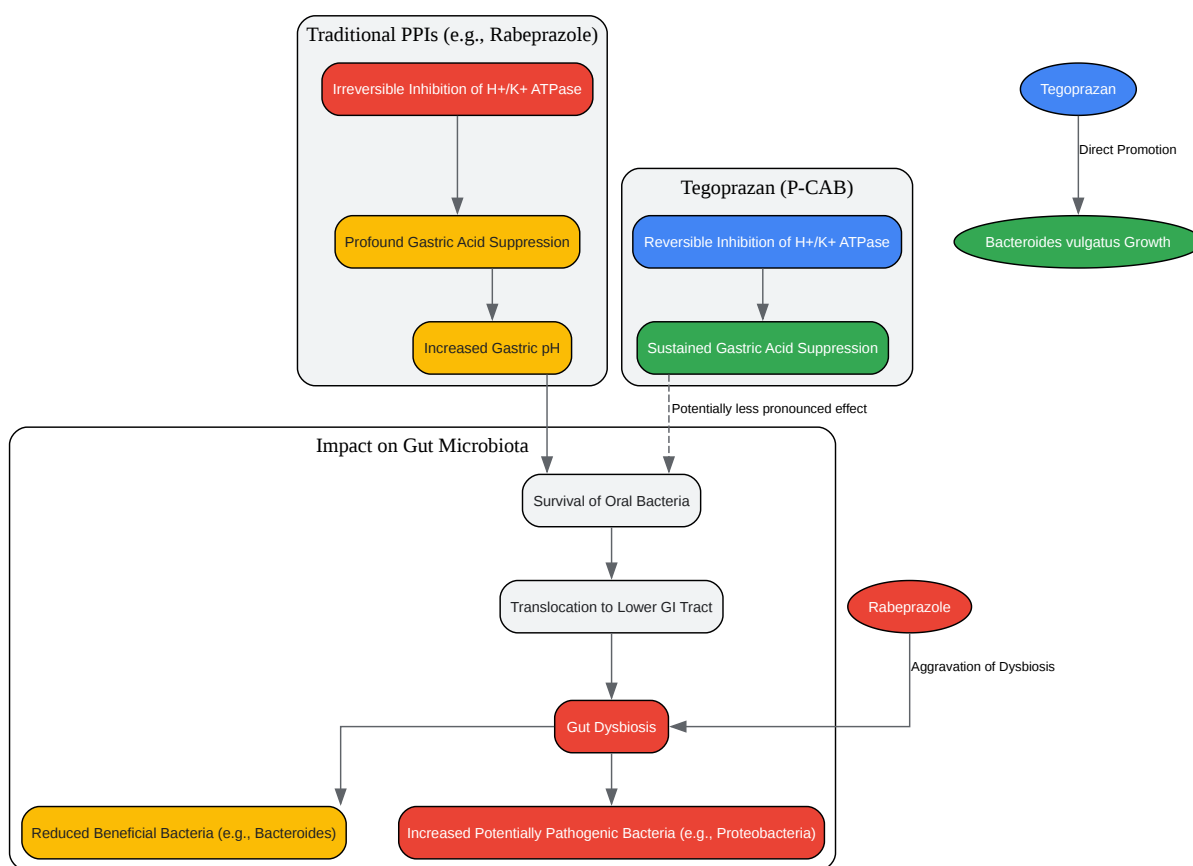 Traditional PPIs (e.g., Rabeprazole)
Irreversible Inhibition of H+/K+ ATPase
Profound Gastric Acid Suppression
Increased Gastric pH
Tegoprazan (P-CAB)
Reversible Inhibition of H+/K+ ATPase
Sustained Gastric Acid Suppression
Tegoprazan
Direct Promotion
Bacteroides vulgatus Growth
Potentially less pronounced effect
Impact on Gut Microbiota
Survival of Oral Bacteria
Translocation to Lower GI Tract
Rabeprazole
Aggravation of Dysbiosis
Gut Dysbiosis
Reduced Beneficial Bacteria (e.g., Bacteroides)
Increased Potentially Pathogenic Bacteria (e.g., Proteobacteria)